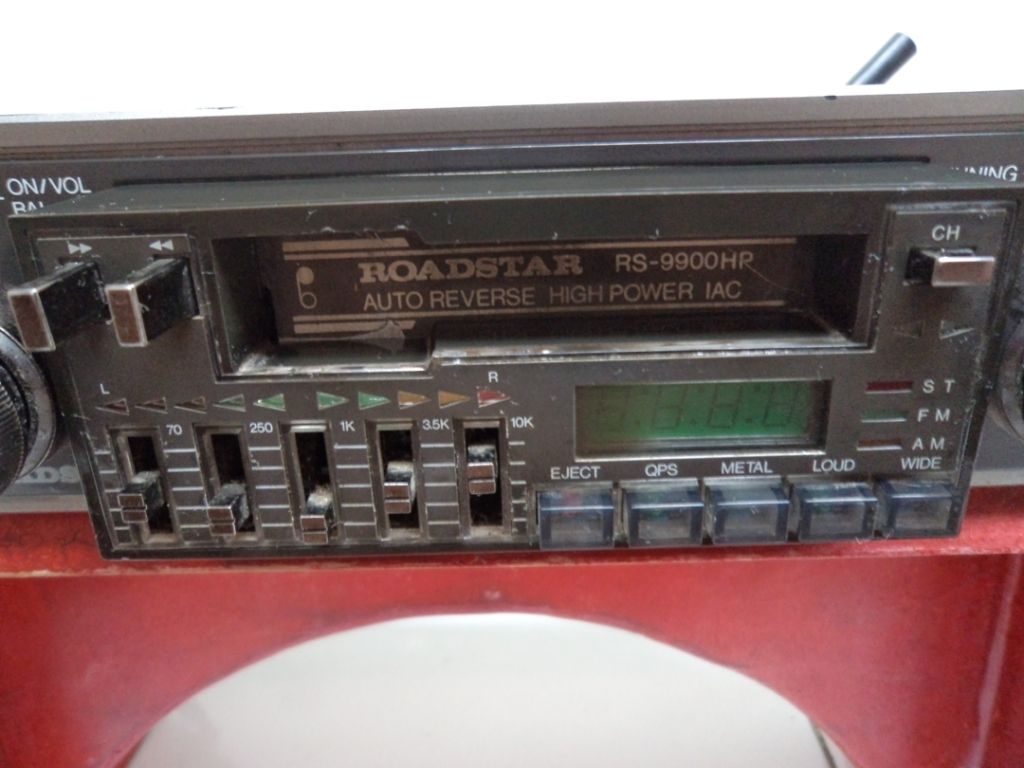 ON/VOL
CH
ROADSTAR RS-9900HP
AUTO REVERSE HIGH POWER IAC
L R
70 250 1K 3.5K 10K
ST
FM
AM
EJECT QPS METAL LOUD WIDE